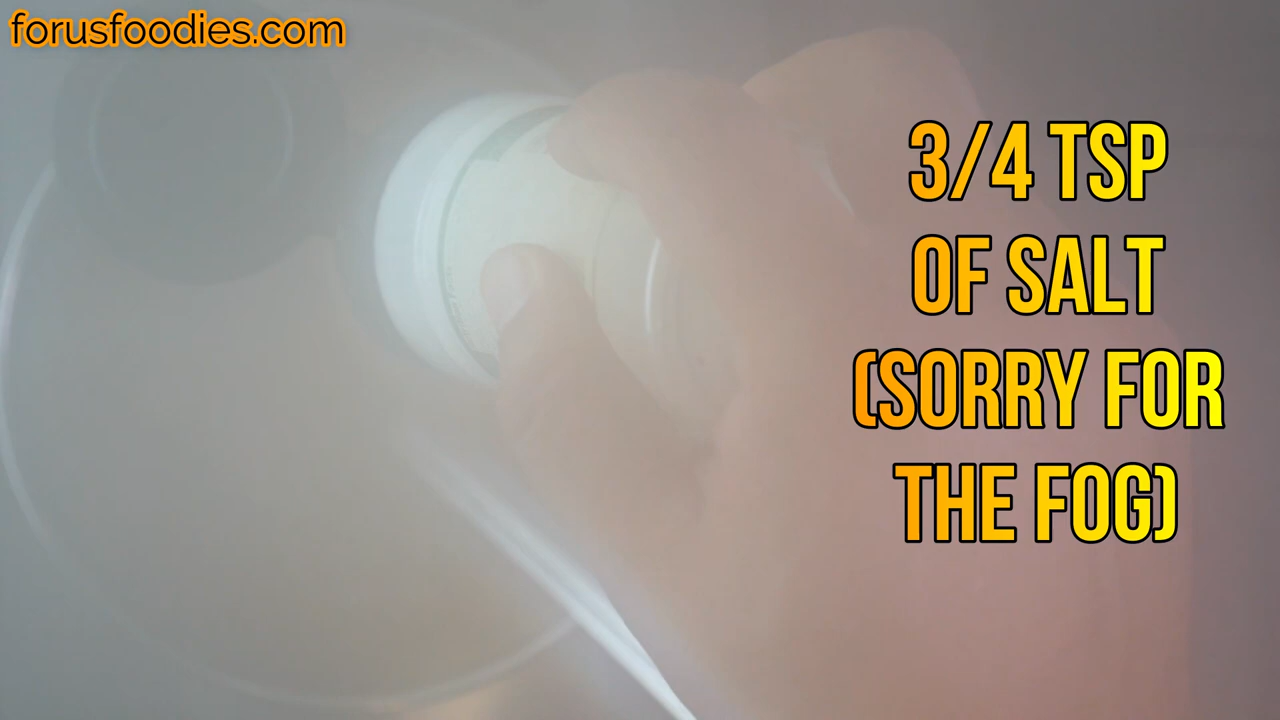 forusfoodies.com
3/4 TSP
OF SALT
(SORRY FOR
THE FOG)